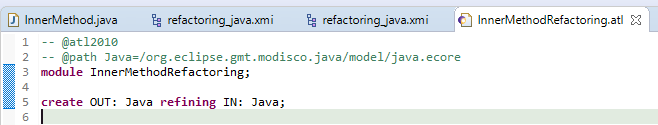 InnerMethod.java refactoring_java.xmi refactoring_java.xmi InnerMethodRefactoring.atl
1 -- @atl2010
2 -- @path Java=/org.eclipse.gmt.modisco.java/model/java.ecore
3 module InnerMethodRefactoring;
4
5 create OUT: Java refining IN: Java;
6